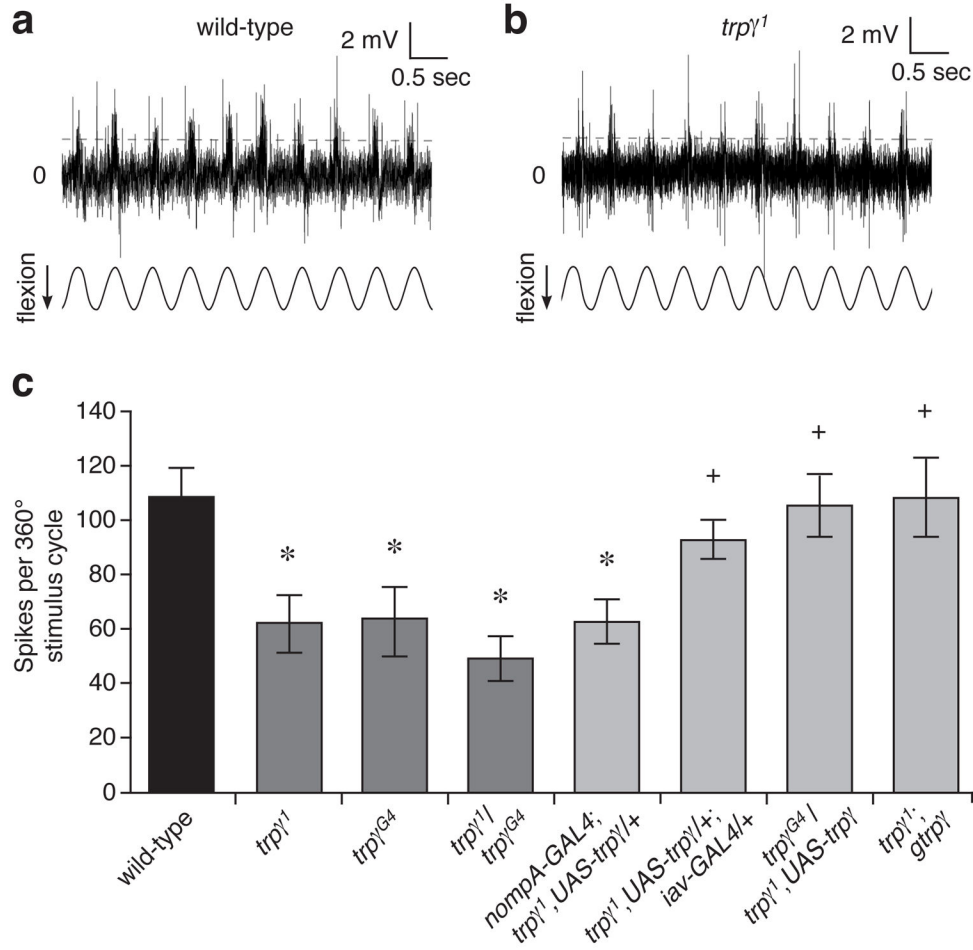 a
wild-type
2 mV
0.5 sec
0
flexion
b
trpγ¹
2 mV
0.5 sec
0
flexion
c
Spikes per 360°
stimulus cycle
140
120
100
80
60
40
20
0
*
*
*
*
+
+
+
wild-type
trpγ¹
trpγᴳ⁴
trpγ¹/
trpγᴳ⁴
nompA-GAL4;
trpγ¹, UAS-trpγ/+
trpγ¹, UAS-trpγ/+;
iav-GAL4/+
trpγᴳ⁴/
trpγ¹, UAS-trpγ
trpγ¹;
gtrpγ